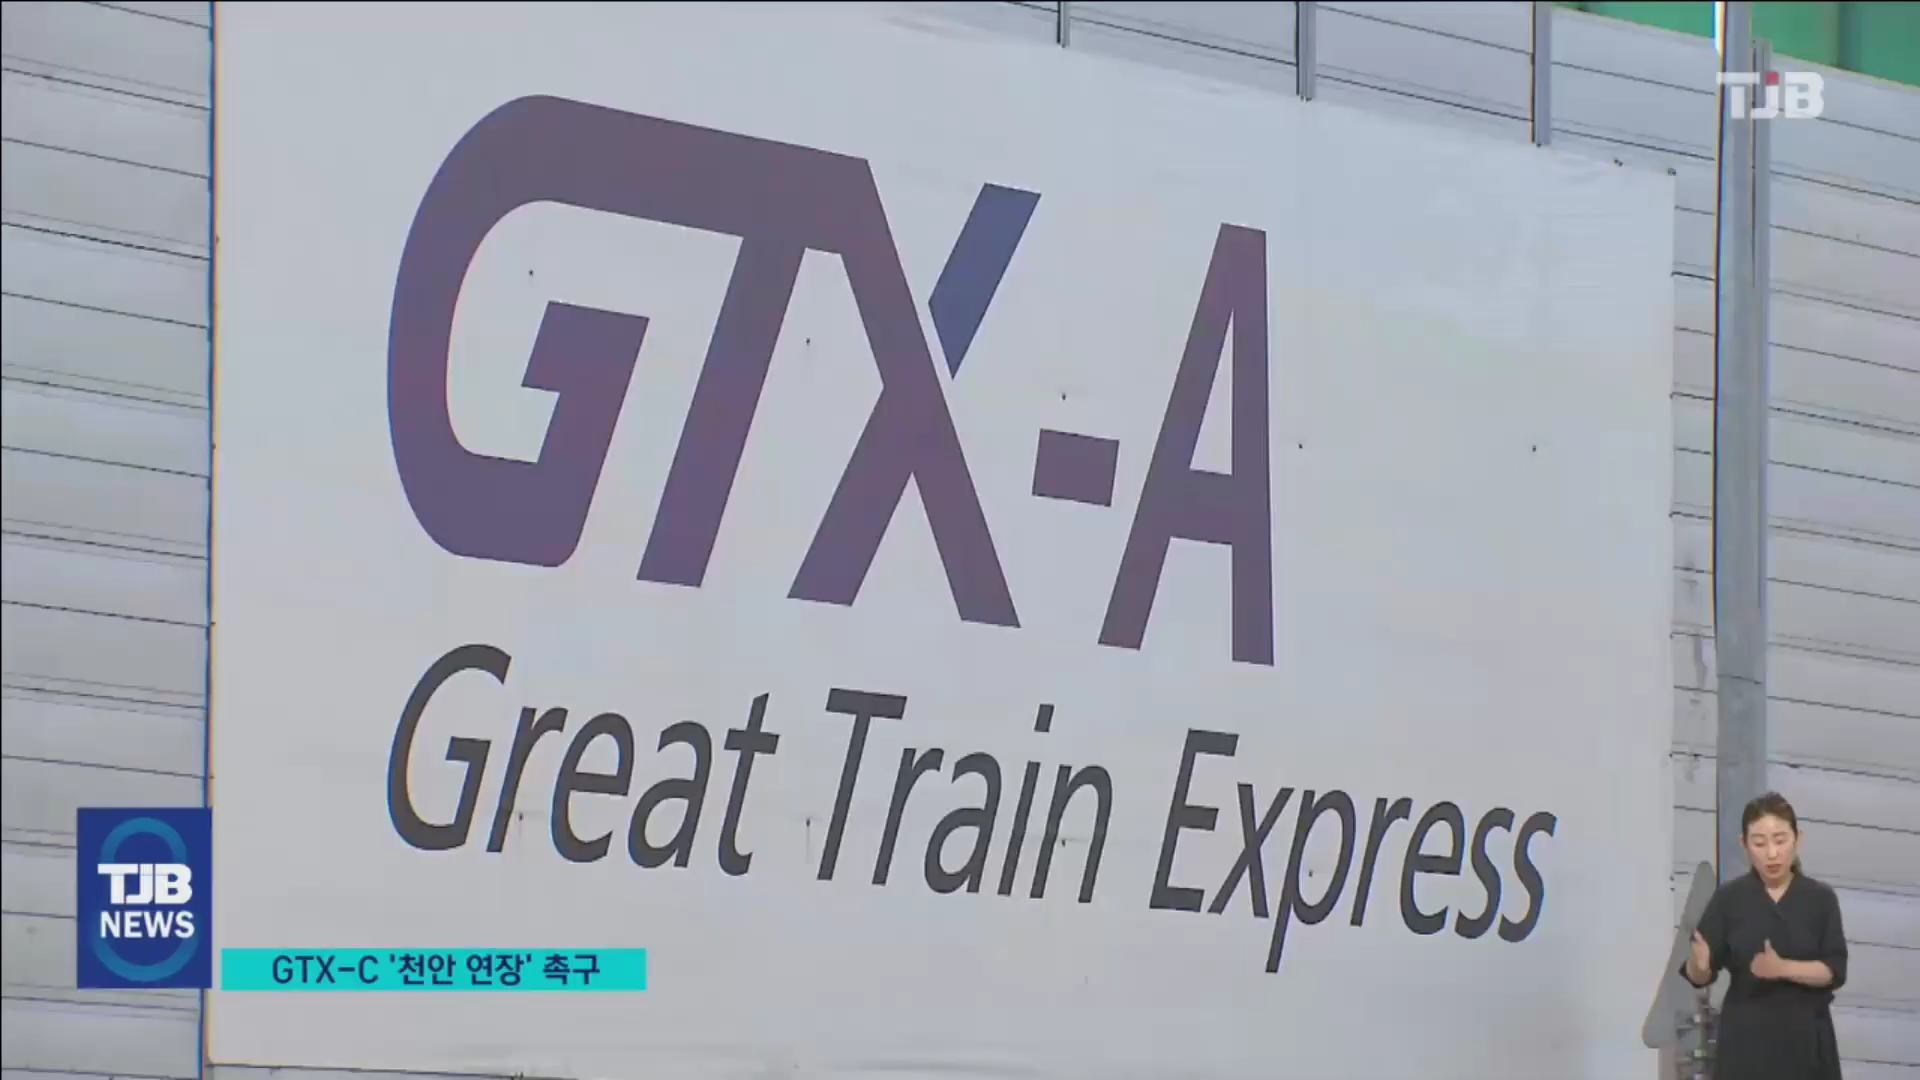 TJB
GTX-A
Great Train Express
TJB
NEWS
GTX-C '천안 연장' 촉구